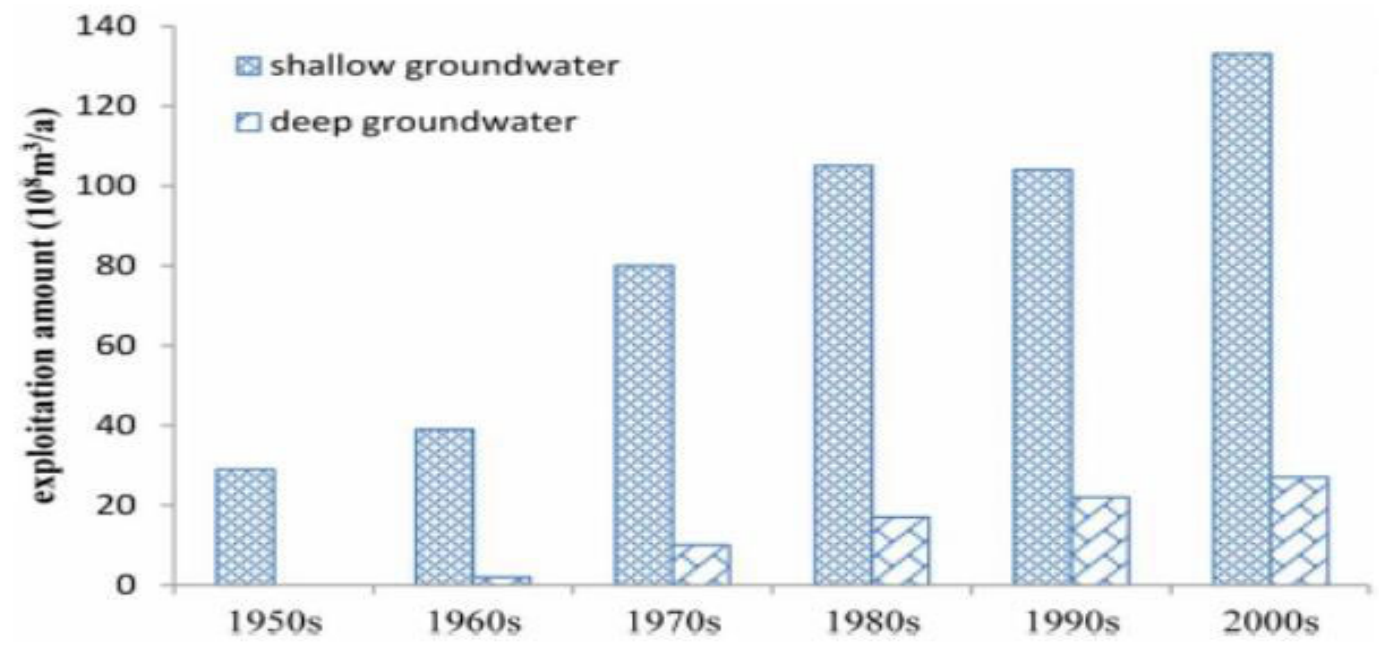 140
120
100
80
60
40
20
0
exploitation amount (10⁸m³/a)
shallow groundwater
deep groundwater
1950s 1960s 1970s 1980s 1990s 2000s